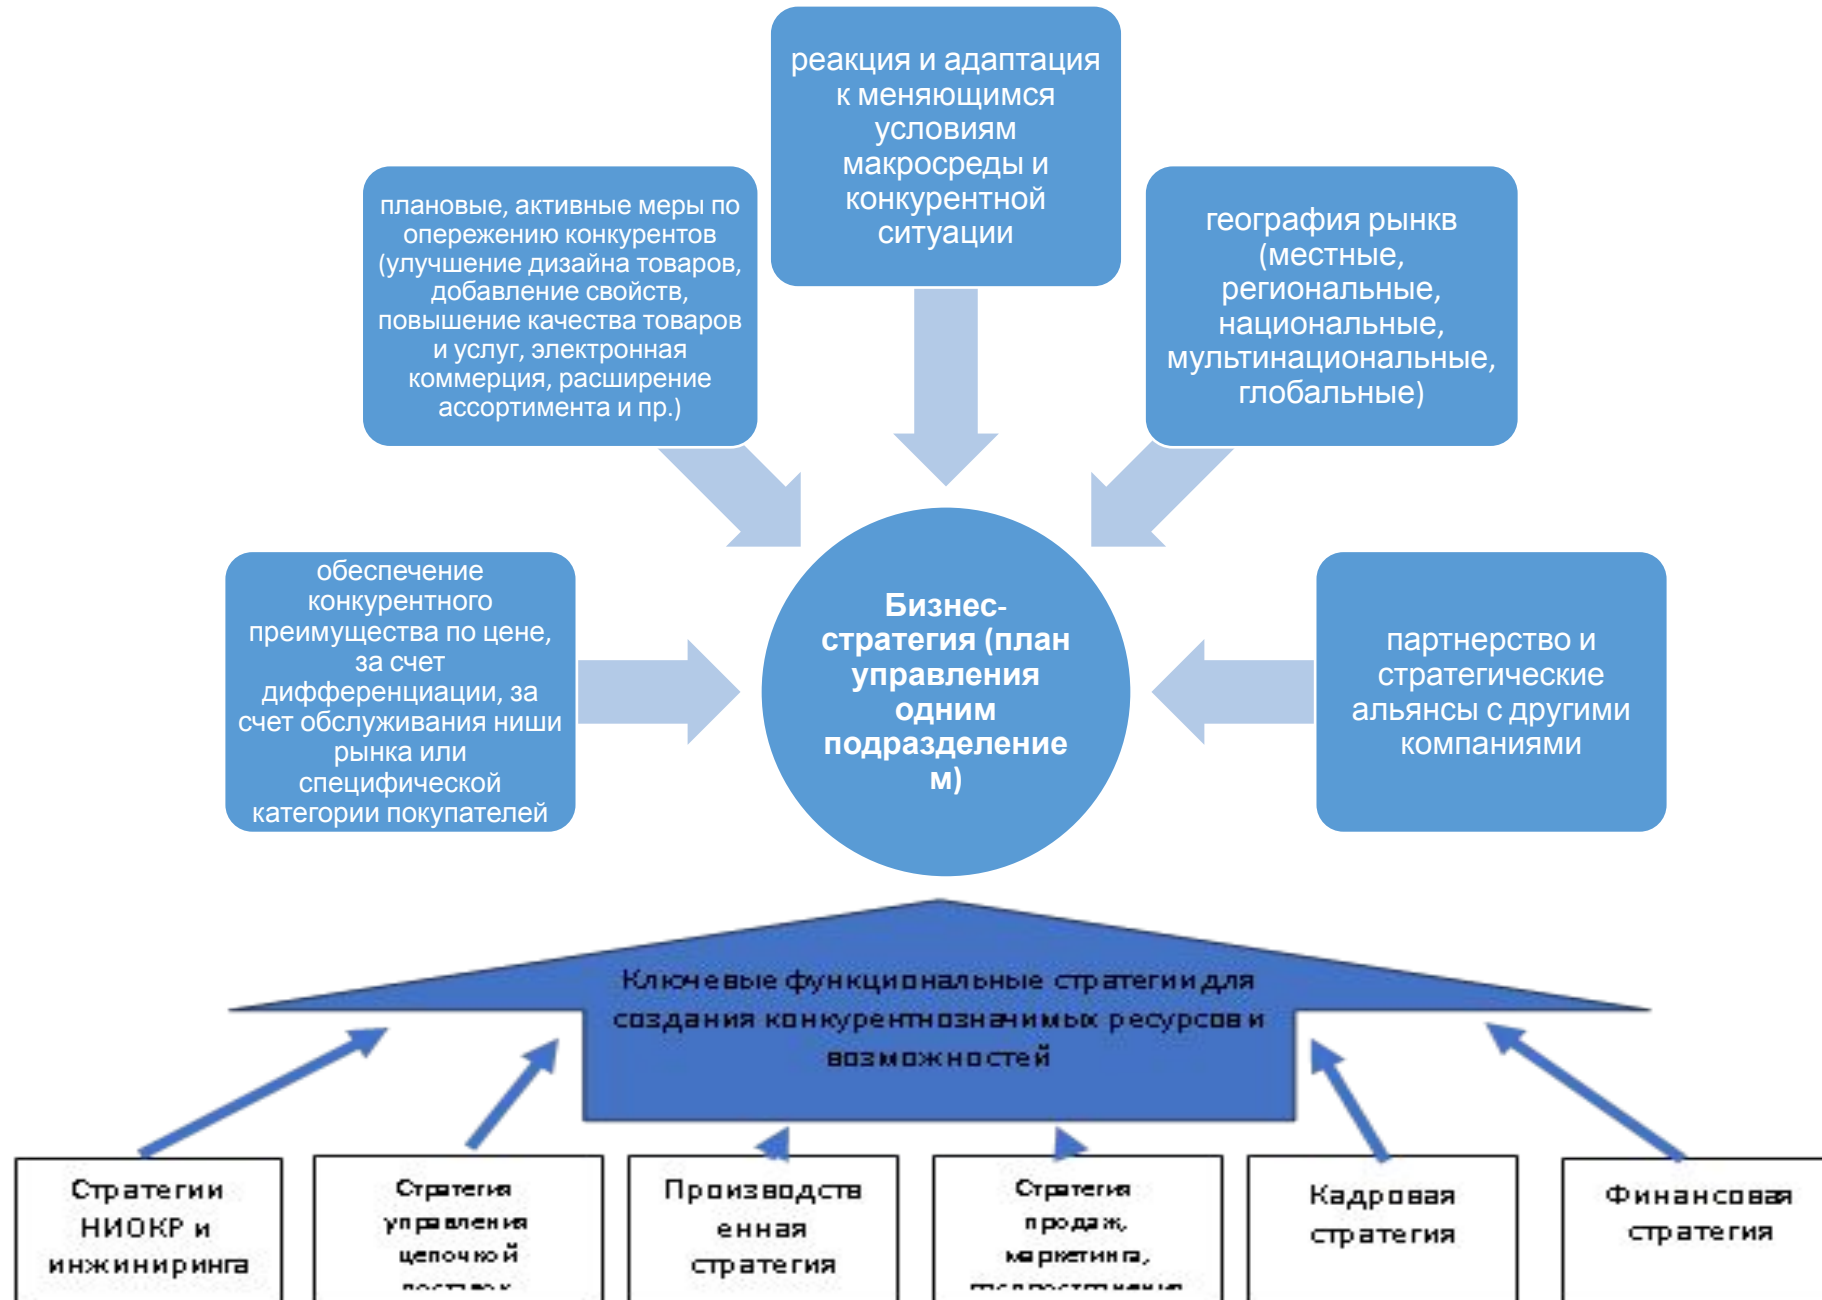 реакция и адаптация
к меняющимся
условиям
макросреды и
конкурентной
ситуации
плановые, активные меры по
опережению конкурентов
(улучшение дизайна товаров,
добавление свойств,
повышение качества товаров
и услуг, электронная
коммерция, расширение
ассортимента и пр.)
география рынкв
(местные,
региональные,
национальные,
мультинациональные,
глобальные)
обеспечение
конкурентного
преимущества по цене,
за счет
дифференциации, за
счет обслуживания ниши
рынка или
специфической
категории покупателей
Бизнес-
стратегия (план
управления
одним
подразделение
м)
партнерство и
стратегические
альянсы с другими
компаниями
Ключевые функциональные стратегии для
создания конкурентнозначимых ресурсов и
возможностей
Стратегии
НИОКР и
инжиниринга
Стратегия
управления
цепочкой
поставок
Производств
енная
стратегия
Стратегия
продаж,
маркетинга,
Кадровая
стратегия
Финансовая
стратегия